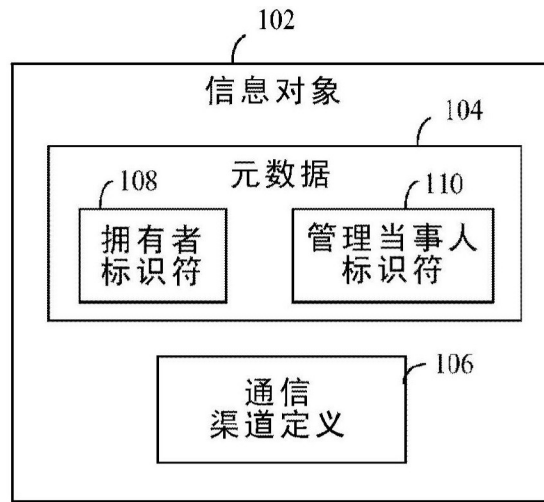 102
信息对象
104
元数据
108
110
拥有者
标识符
管理当事人
标识符
106
通信
渠道定义